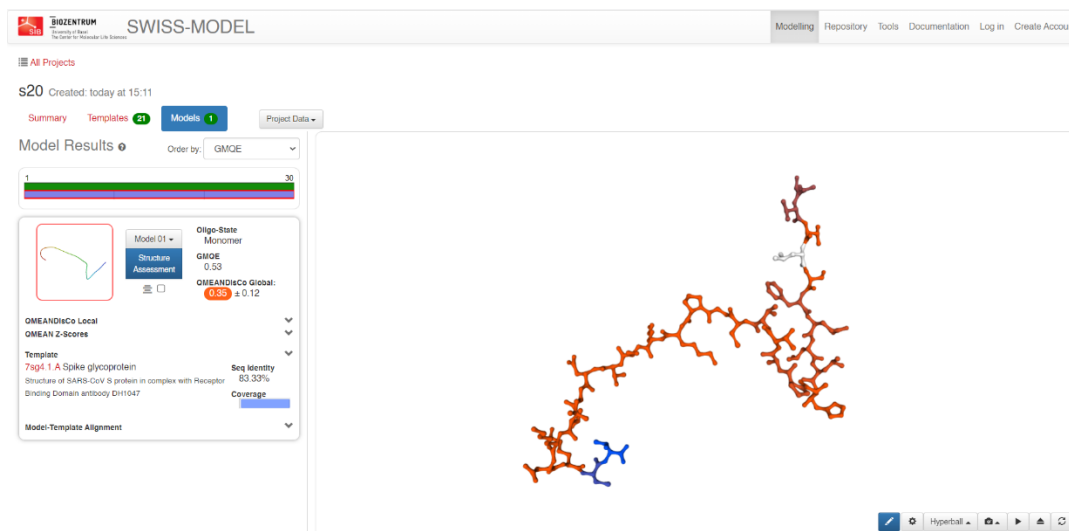 SIB
BIOZENTRUM
University of Basel
The Center for Molecular Life Sciences
SWISS-MODEL
Modelling Repository Tools Documentation Log in Create Accou
All Projects
s20 Created: today at 15:11
Summary Templates 21 Models 1 Project Data
Model Results Order by: GMQE
1 30
Model 01
Structure
Assessment
Oligo-State
Monomer
GMQE
0.53
QMEANDisCo Global:
0.35 ± 0.12
QMEANDisCo Local
QMEAN Z-Scores
Template
7sg4.1.A Spike glycoprotein
Structure of SARS-CoV S protein in complex with Receptor
Binding Domain antibody DH1047
Seq Identity
83.33%
Coverage
Model-Template Alignment
Hyperball